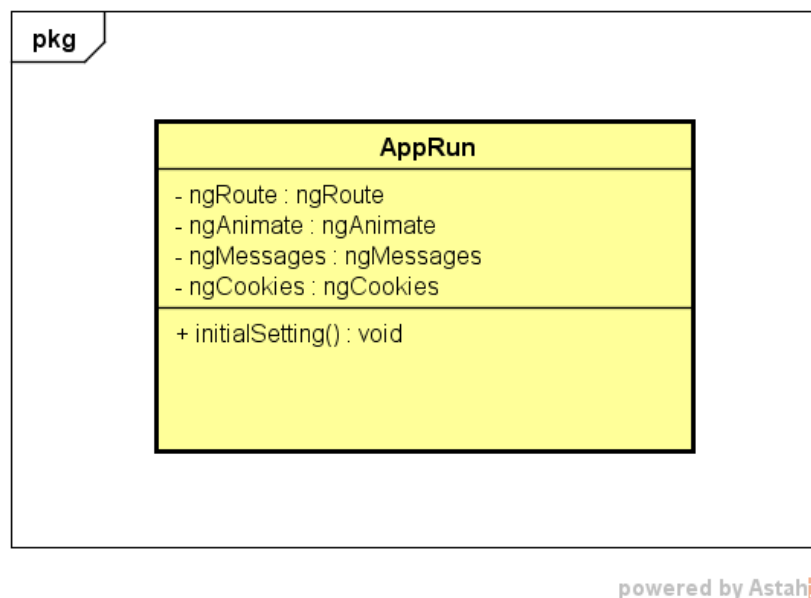 pkg
AppRun
- ngRoute : ngRoute
- ngAnimate : ngAnimate
- ngMessages : ngMessages
- ngCookies : ngCookies
+ initialSetting() : void
powered by Astah